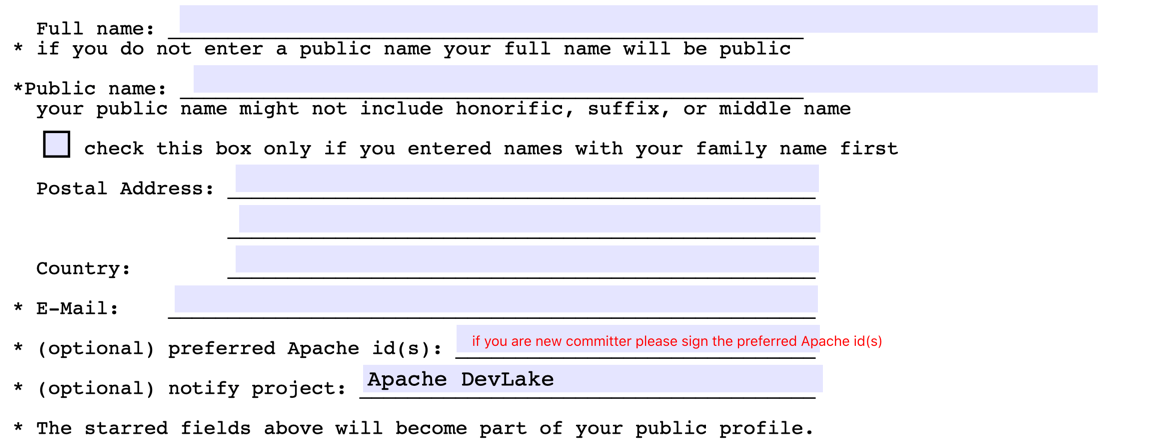 Full name:
* if you do not enter a public name your full name will be public
*Public name:
your public name might not include honorific, suffix, or middle name
check this box only if you entered names with your family name first
Postal Address:
Country:
* E-Mail:
* (optional) preferred Apache id(s): if you are new committer please sign the preferred Apache id(s)
* (optional) notify project: Apache DevLake
* The starred fields above will become part of your public profile.